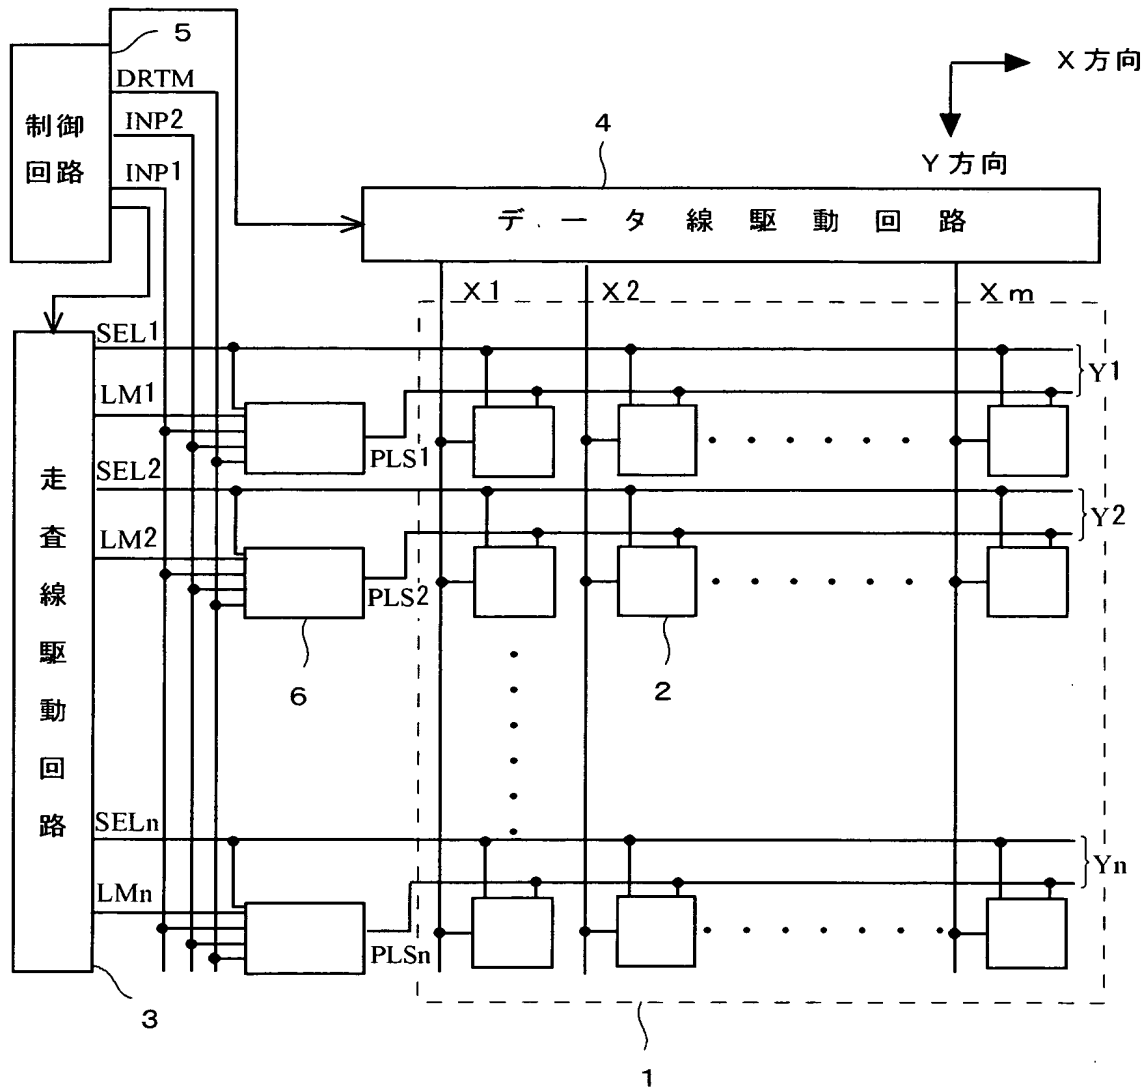 5
DRTM
INP2
INP1
制御
回路
X方向
Y方向
4
データ線駆動回路
X1
X2
Xm
走査線駆動回路
SEL1
LM1
PLS1
Y1
SEL2
LM2
PLS2
Y2
6
2
SELn
LMn
PLSn
Yn
3
1